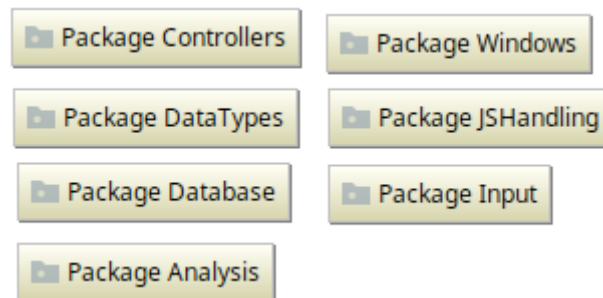 Package Controllers
Package Windows
Package DataTypes
Package JSHandling
Package Database
Package Input
Package Analysis